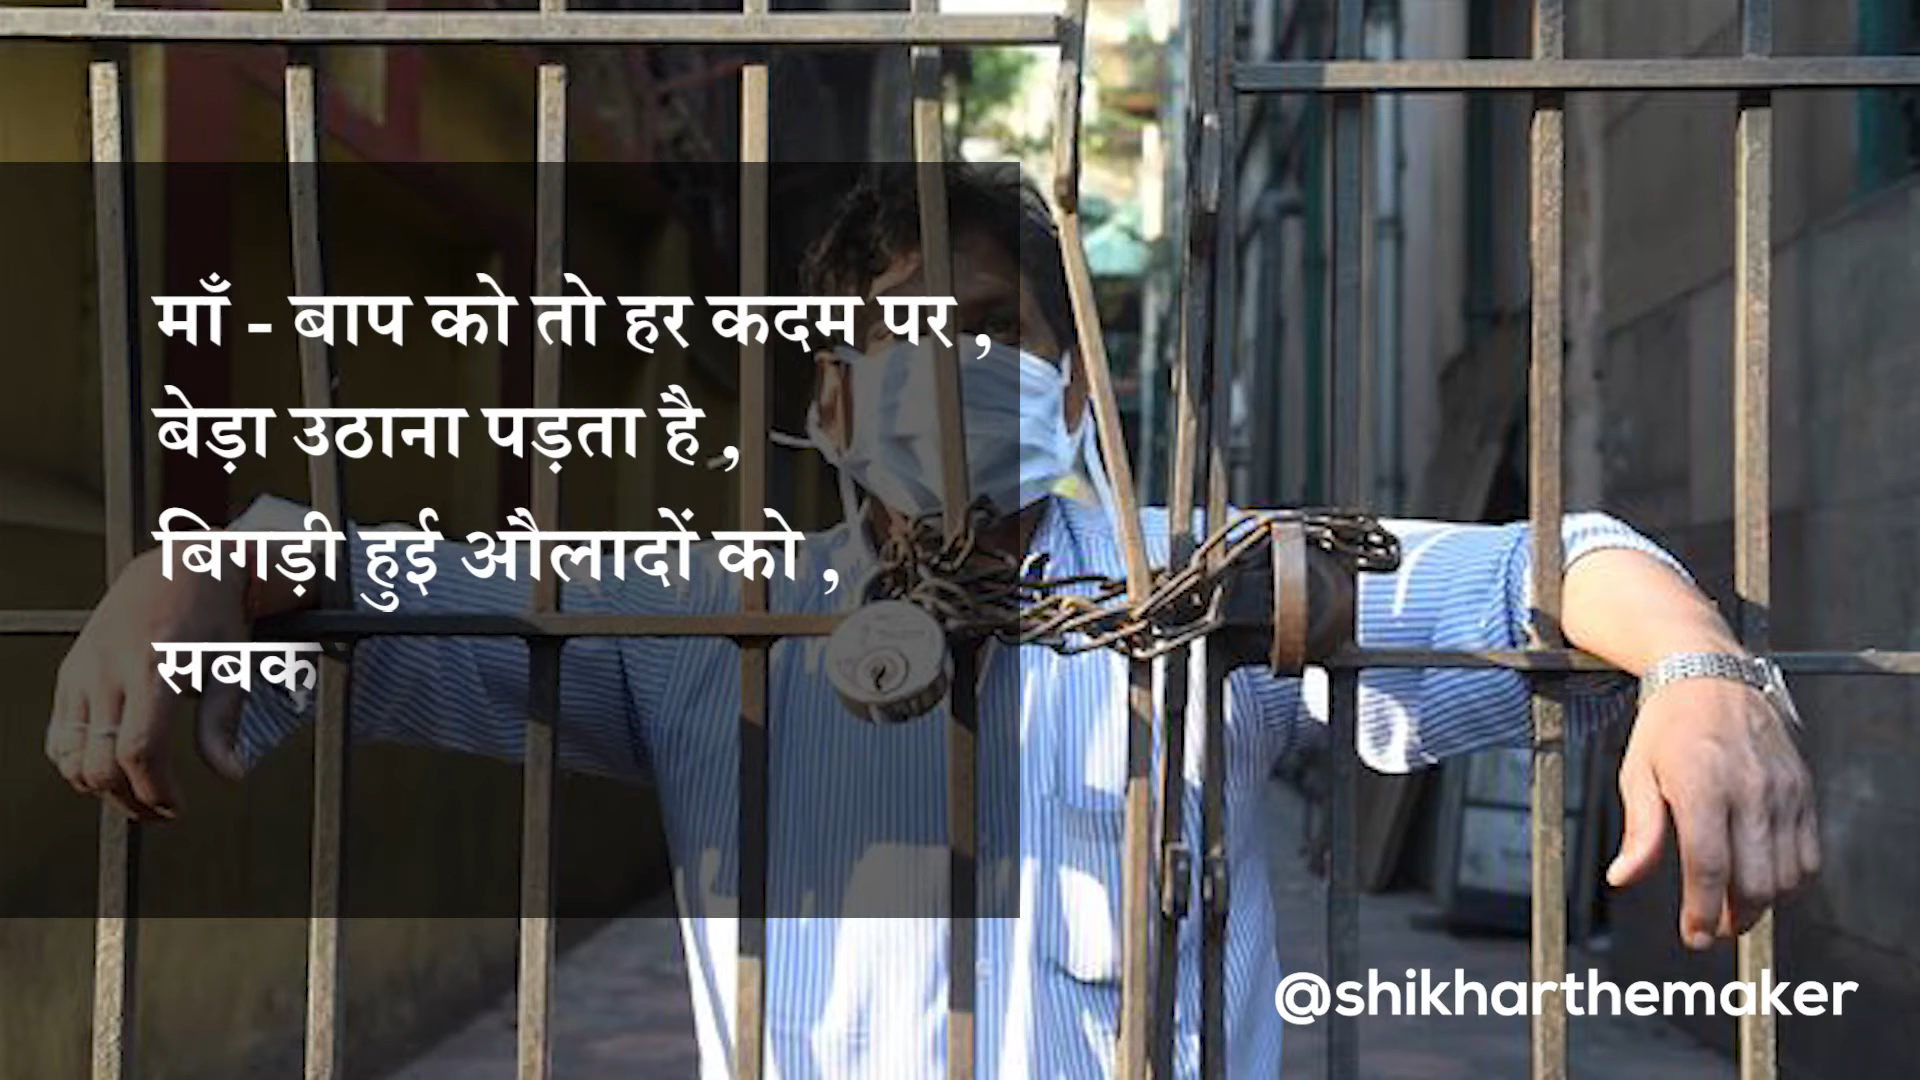 माँ - बाप को तो हर कदम पर ,
बेड़ा उठाना पड़ता है ,
बिगड़ी हुई औलादों को ,
सबक
@shikharthemaker